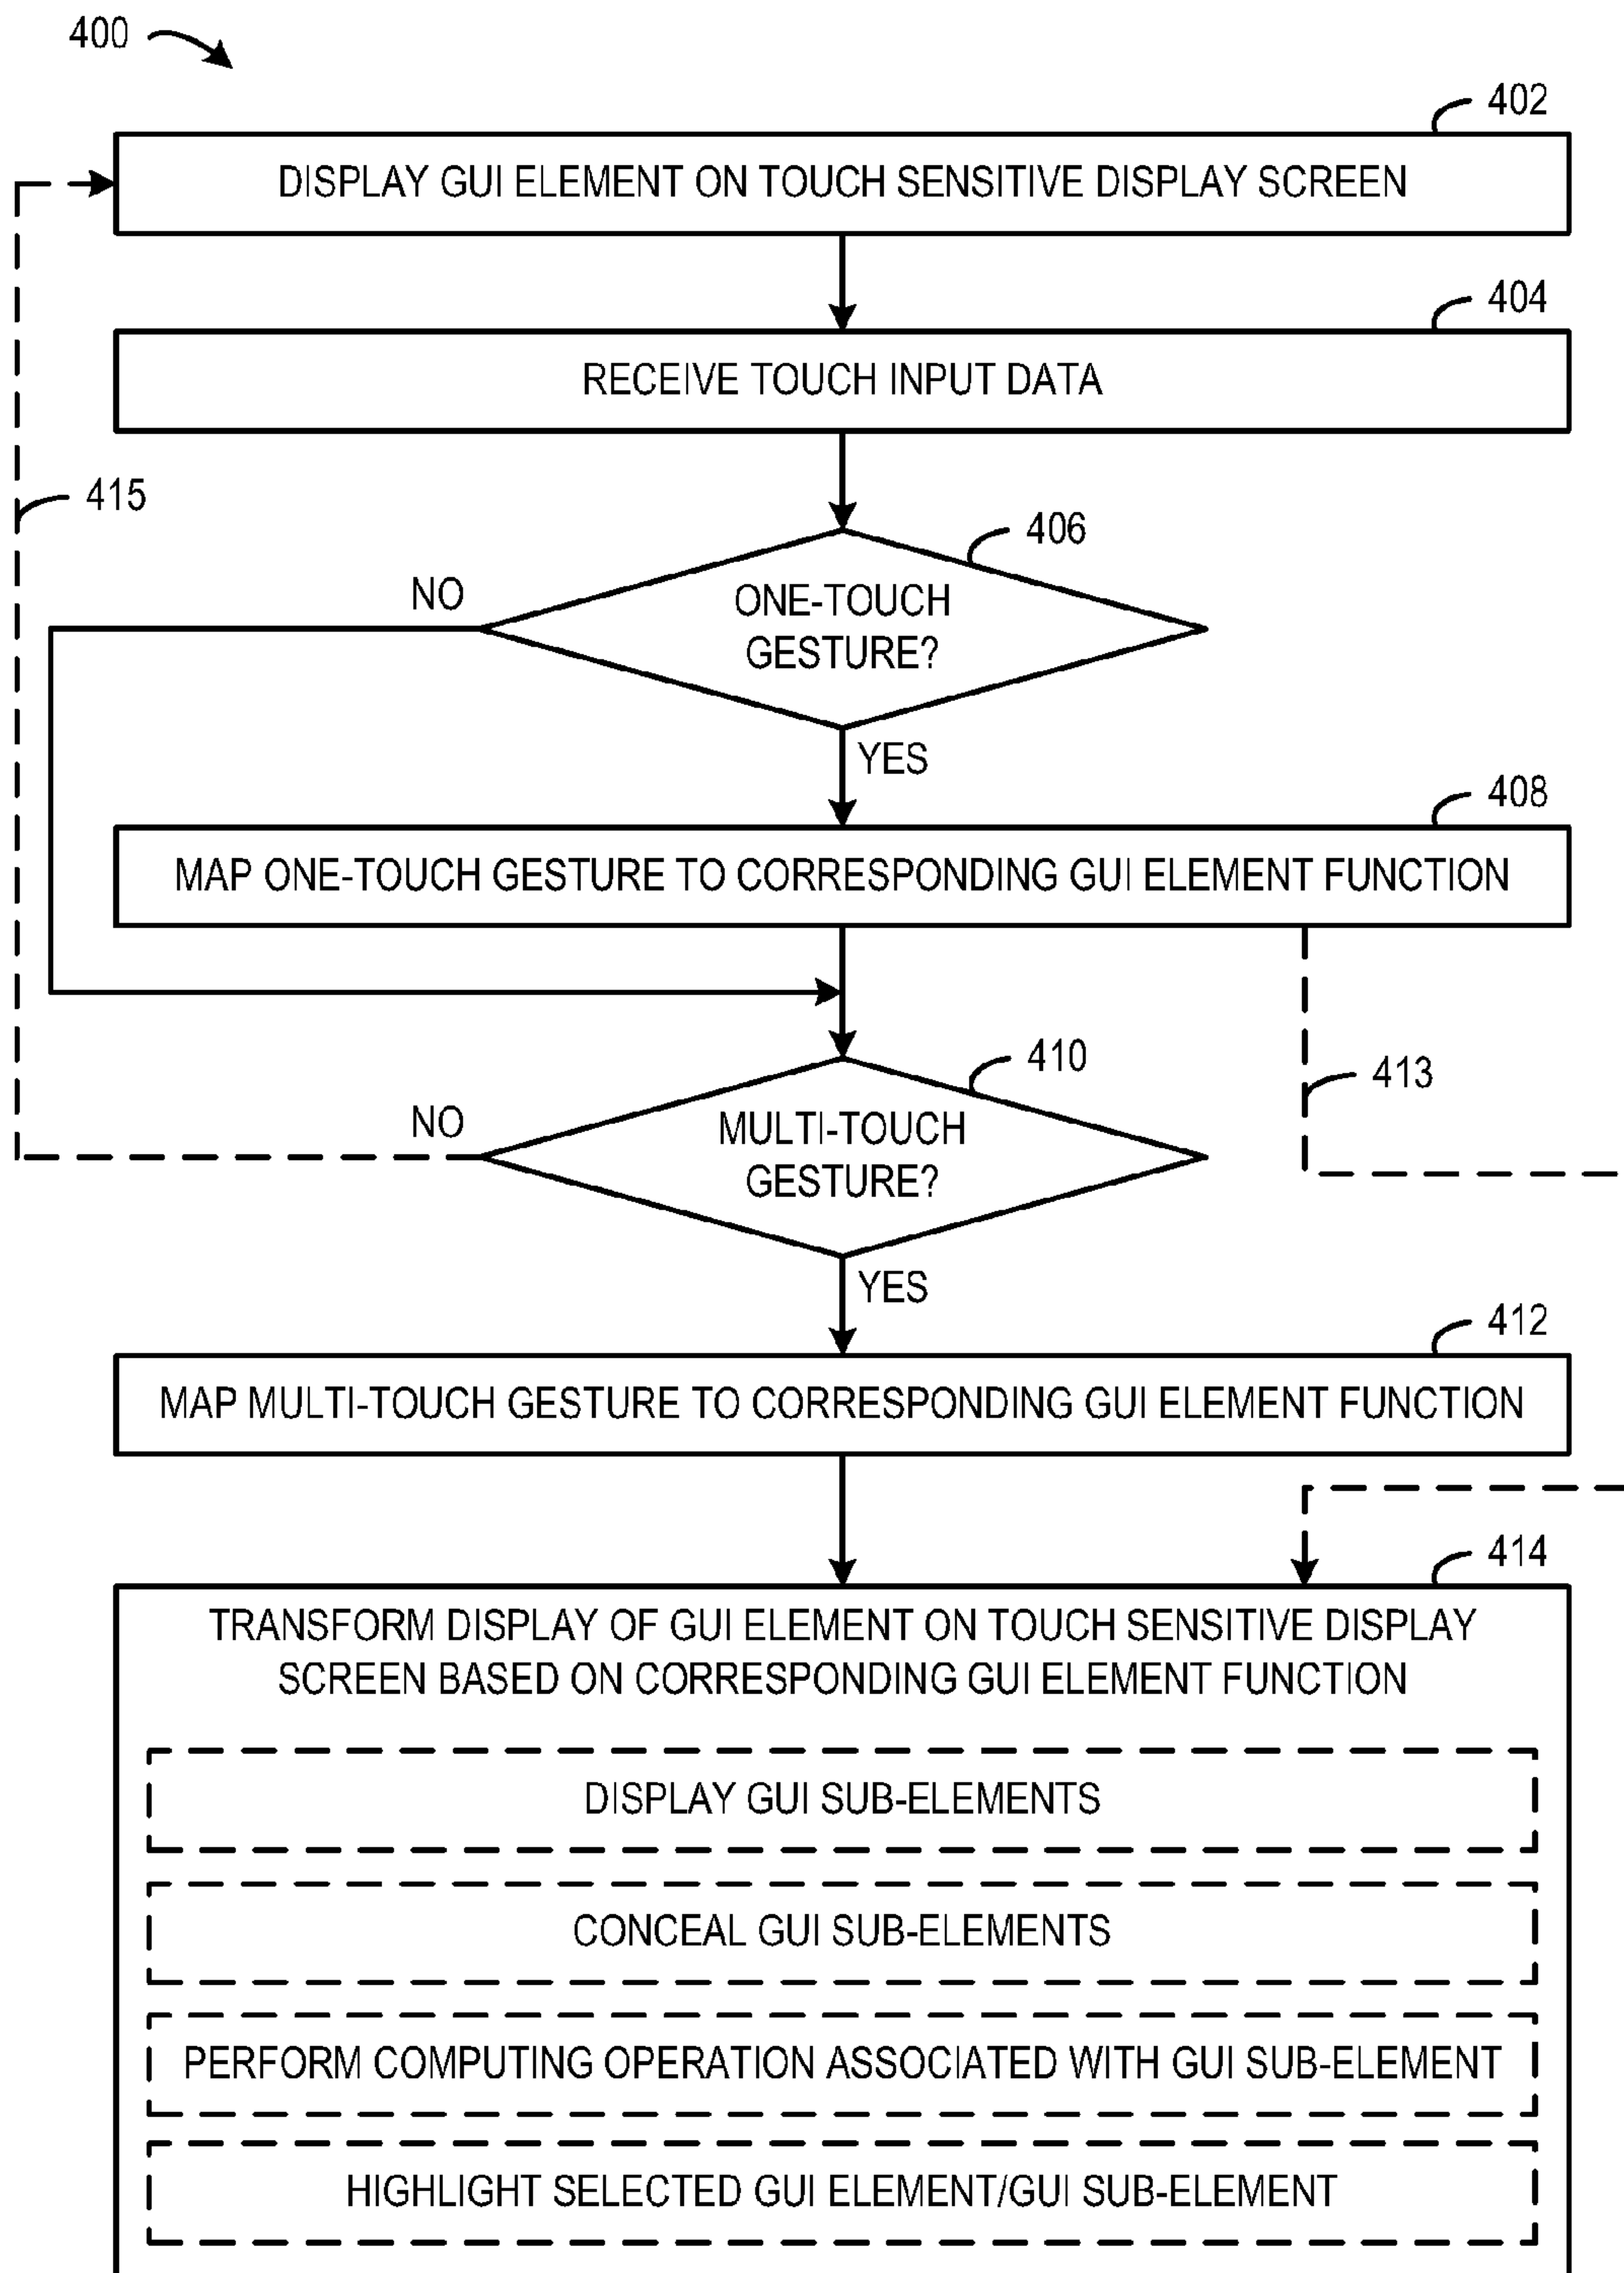 400
402
DISPLAY GUI ELEMENT ON TOUCH SENSITIVE DISPLAY SCREEN
404
RECEIVE TOUCH INPUT DATA
415
406
NO
ONE-TOUCH
GESTURE?
YES
408
MAP ONE-TOUCH GESTURE TO CORRESPONDING GUI ELEMENT FUNCTION
410
413
NO
MULTI-TOUCH
GESTURE?
YES
412
MAP MULTI-TOUCH GESTURE TO CORRESPONDING GUI ELEMENT FUNCTION
414
TRANSFORM DISPLAY OF GUI ELEMENT ON TOUCH SENSITIVE DISPLAY
SCREEN BASED ON CORRESPONDING GUI ELEMENT FUNCTION
DISPLAY GUI SUB-ELEMENTS
CONCEAL GUI SUB-ELEMENTS
PERFORM COMPUTING OPERATION ASSOCIATED WITH GUI SUB-ELEMENT
HIGHLIGHT SELECTED GUI ELEMENT/GUI SUB-ELEMENT